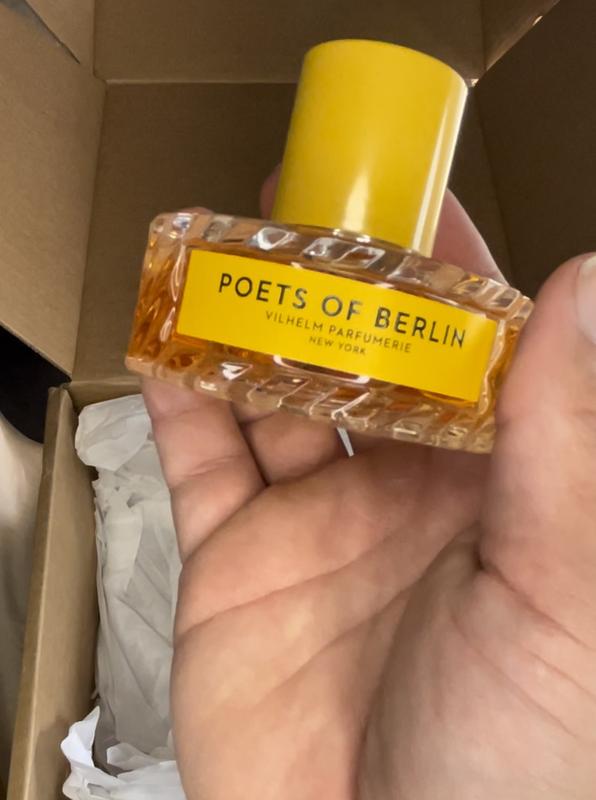 POETS OF BERLIN
VILHELM PARFUMERIE
NEW YORK